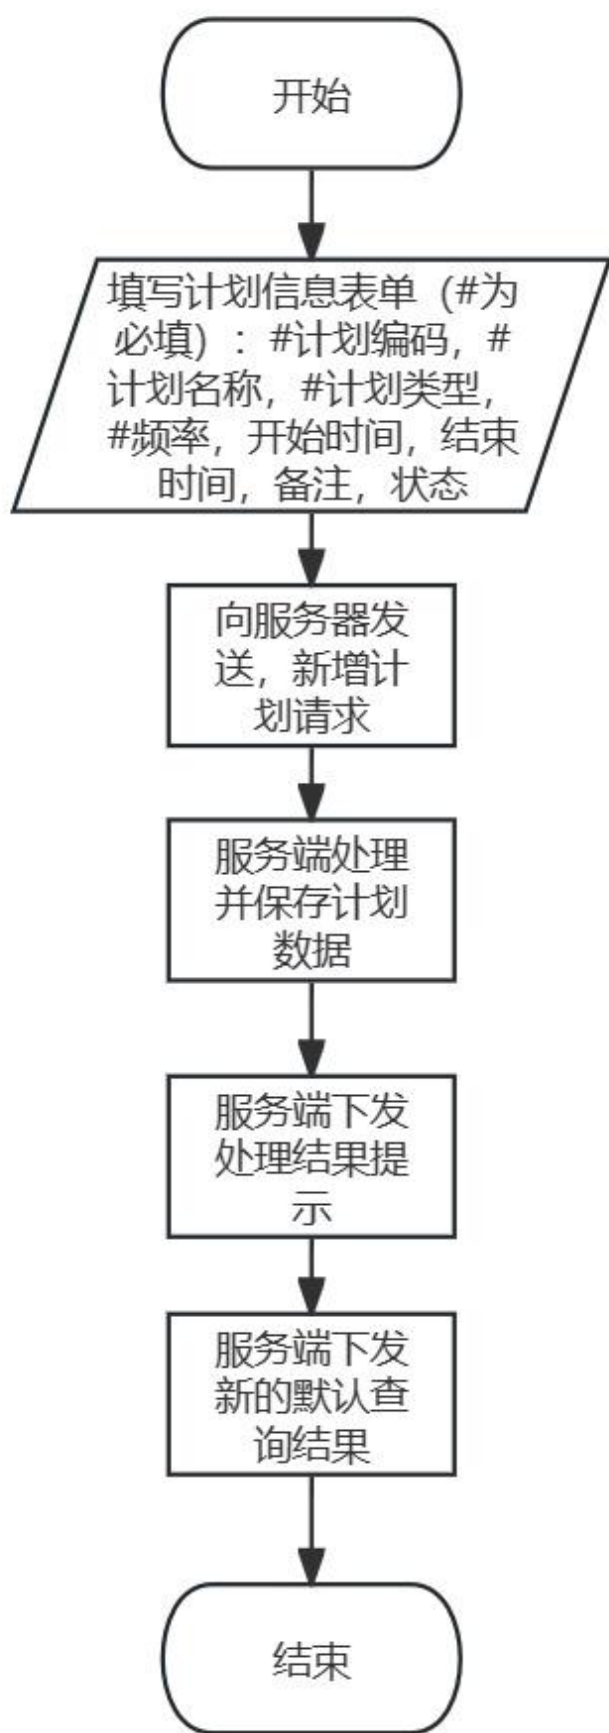 开始
填写计划信息表单（#为
必填）：#计划编码，#
计划名称，#计划类型，
#频率，开始时间，结束
时间，备注，状态
向服务器发
送，新增计
划请求
服务端处理
并保存计划
数据
服务端下发
处理结果提
示
服务端下发
新的默认查
询结果
结束